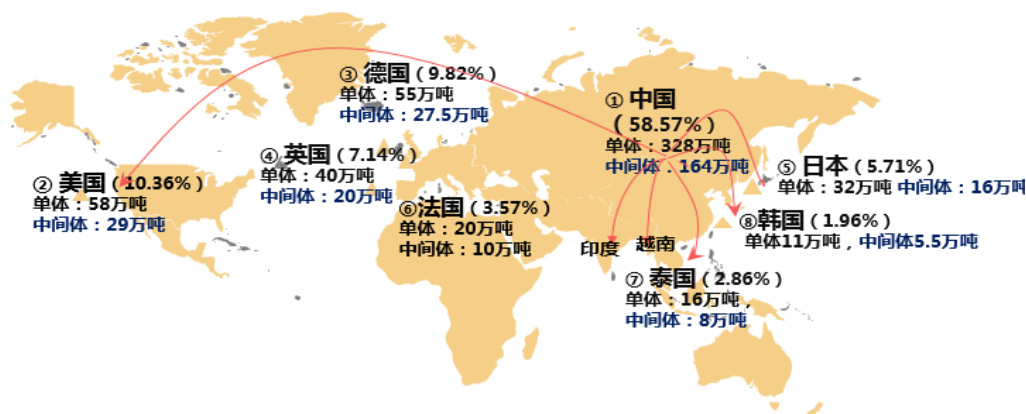 ① 中国
(58.57%)
单体：328万吨
中间体：164万吨
② 美国(10.36%)
单体：58万吨
中间体：29万吨
③ 德国(9.82%)
单体：55万吨
中间体：27.5万吨
④ 英国(7.14%)
单体：40万吨
中间体：20万吨
⑤ 日本(5.71%)
单体：32万吨 中间体：16万吨
⑥法国(3.57%)
单体：20万吨
中间体：10万吨
⑦ 泰国(2.86%)
单体：16万吨，
中间体：8万吨
⑧韩国(1.96%)
单体11万吨，中间体5.5万吨
印度
越南